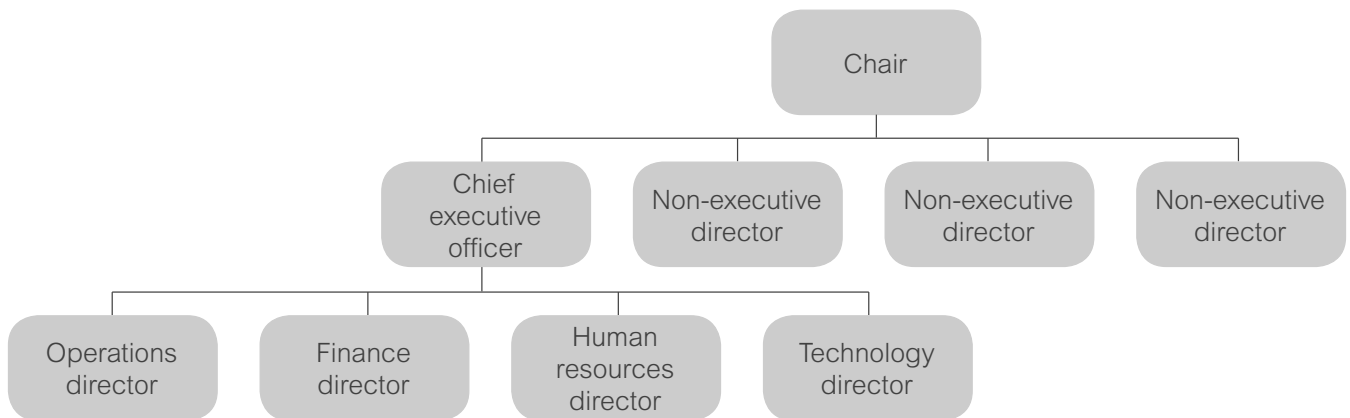 Chair
Chief
executive
officer
Non-executive
director
Non-executive
director
Non-executive
director
Operations
director
Finance
director
Human
resources
director
Technology
director